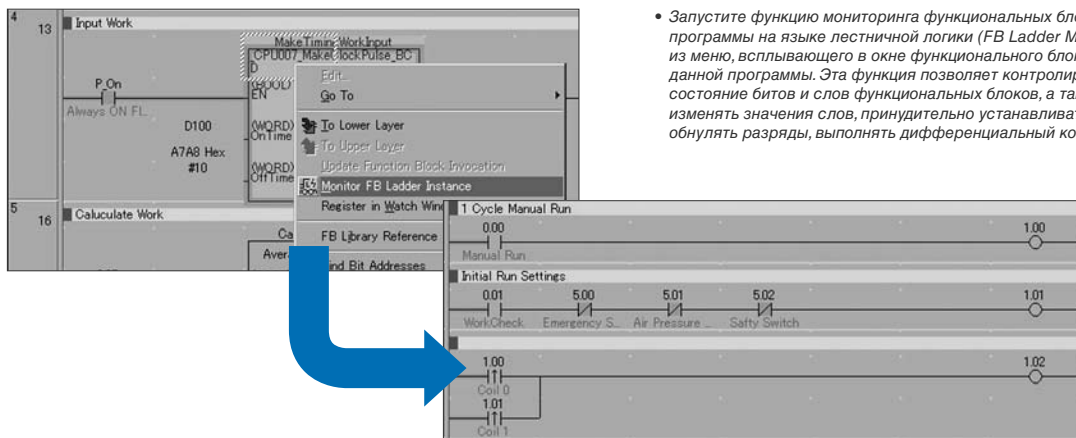 4
13
Input Work
MakeTiming WorkInput
CPU007_MakeClockPulse_BC
D
P_On
(BOOL)
EN
Always ON FL..
D100
(WORD)
OnTime
A7A8 Hex
#10
(WORD)
OffTime
Edit...
Go To
To Lower Layer
To Upper Layer
Update Function Block Invocation
Monitor FB Ladder Instance
Register in Watch Win
FB Library Reference
ind Bit Addresses
5
16
Caluculate Work
Ca
Aver
• Запустите функцию мониторинга функциональных бло
программы на языке лестничной логики (FB Ladder M
из меню, всплывающего в окне функционального блок
данной программы. Эта функция позволяет контролир
состояние битов и слов функциональных блоков, а та
изменять значения слов, принудительно устанавливат
обнулять разряды, выполнять дифференциальный ко
1 Cycle Manual Run
0.00 1.00
Manual Run
Initial Run Settings
0.01 5.00 5.01 5.02 1.01
WorkCheck Emergency S... Air Pressure ... Safty Switch
1.00 1.02
Coil 0
1.01
Coil 1